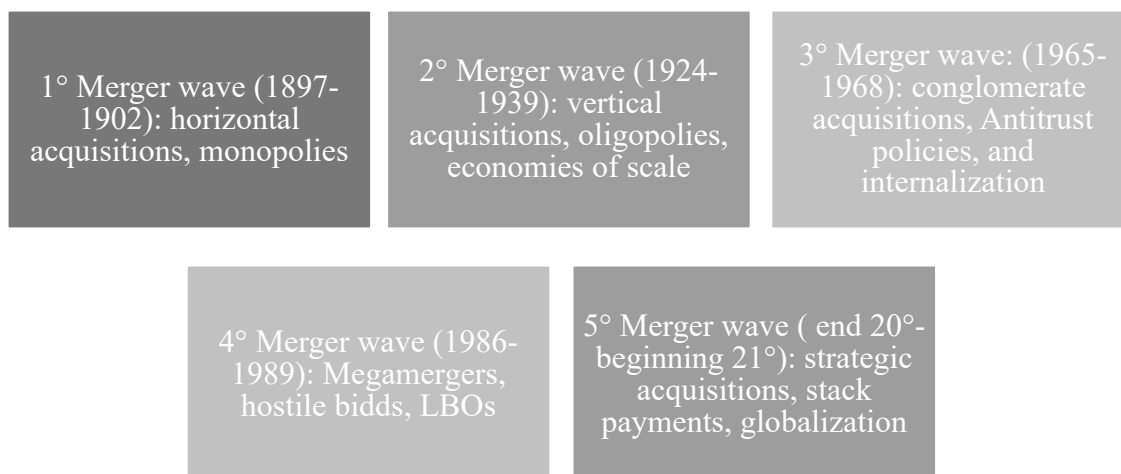 1° Merger wave (1897-
1902): horizontal
acquisitions, monopolies
2° Merger wave (1924-
1939): vertical
acquisitions, oligopolies,
economies of scale
3° Merger wave: (1965-
1968): conglomerate
acquisitions, Antitrust
policies, and
internalization
4° Merger wave (1986-
1989): Megamergers,
hostile bidds, LBOs
5° Merger wave ( end 20°-
beginning 21°): strategic
acquisitions, stack
payments, globalization